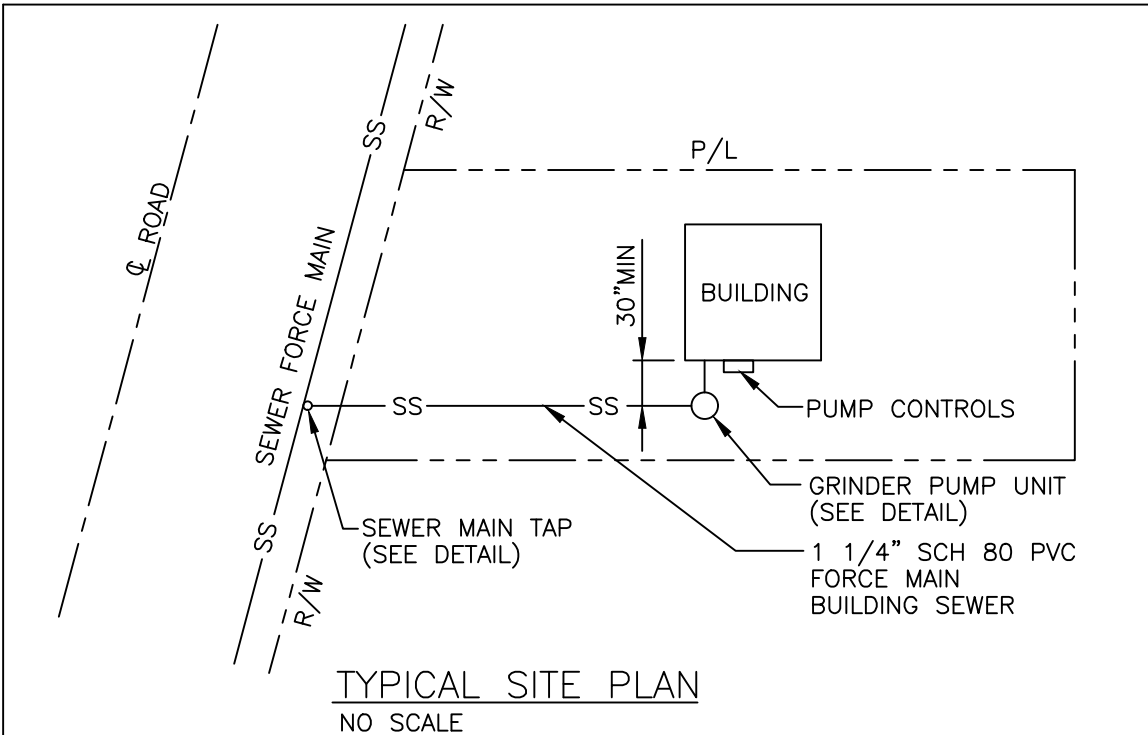 SS
R/W
P/L
℄ ROAD
30"MIN
BUILDING
SEWER FORCE MAIN
SS
SS
PUMP CONTROLS
GRINDER PUMP UNIT
(SEE DETAIL)
SEWER MAIN TAP
(SEE DETAIL)
SS
1 1/4" SCH 80 PVC
FORCE MAIN
BUILDING SEWER
R/W
TYPICAL SITE PLAN
NO SCALE